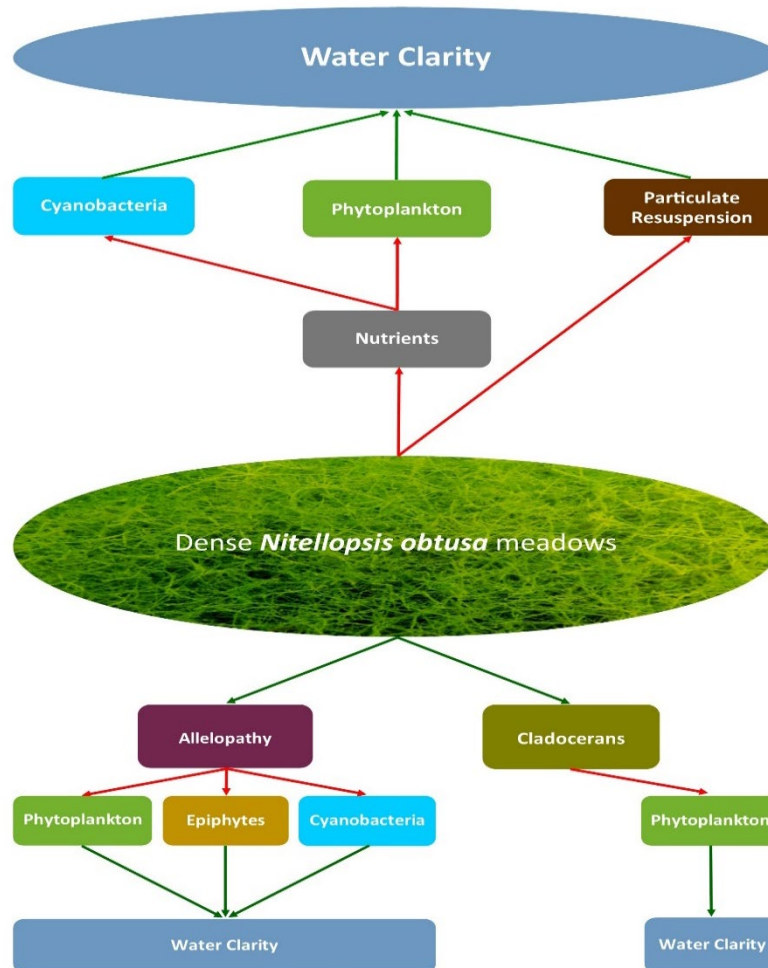 Water Clarity
Cyanobacteria
Phytoplankton
Particulate
Resuspension
Nutrients
Dense Nitellopsis obtusa meadows
Allelopathy
Cladocerans
Phytoplankton
Epiphytes
Cyanobacteria
Phytoplankton
Water Clarity
Water Clarity